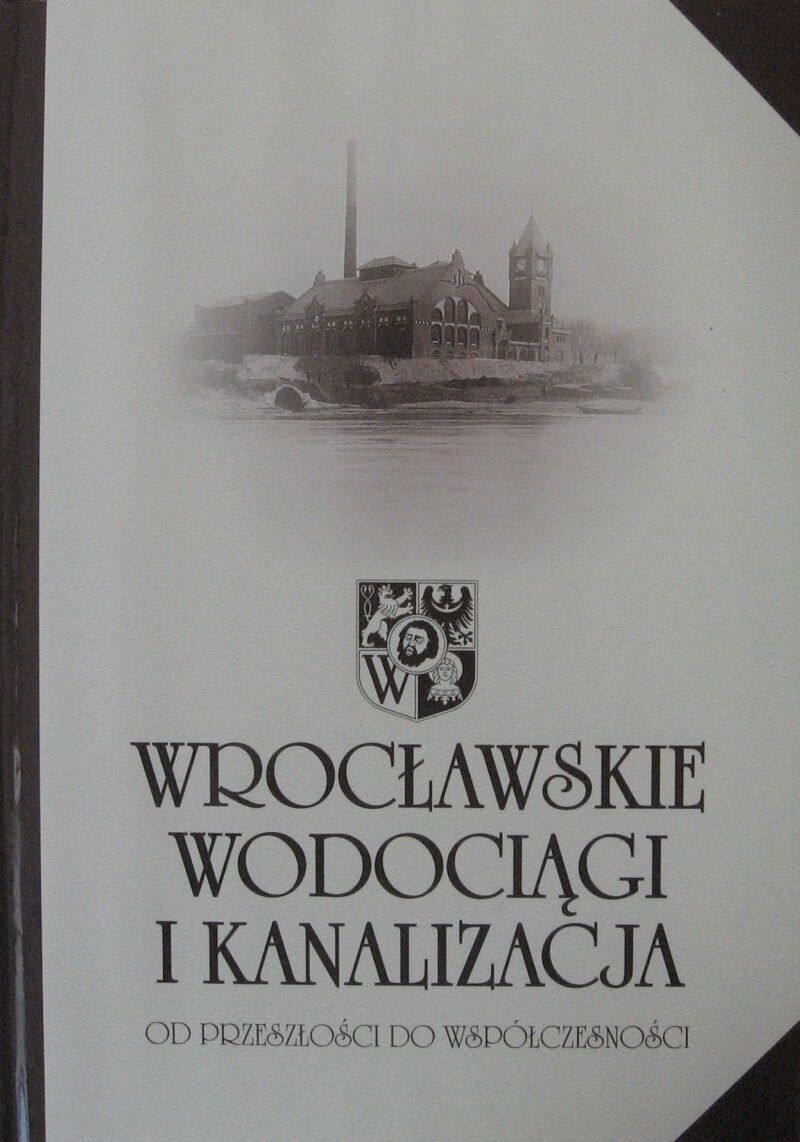 W
WROCŁAWSKIE
WODOCIĄGI
I KANALIZACJA
OD PRZESZŁOŚCI DO WSPÓŁCZESNOŚCI